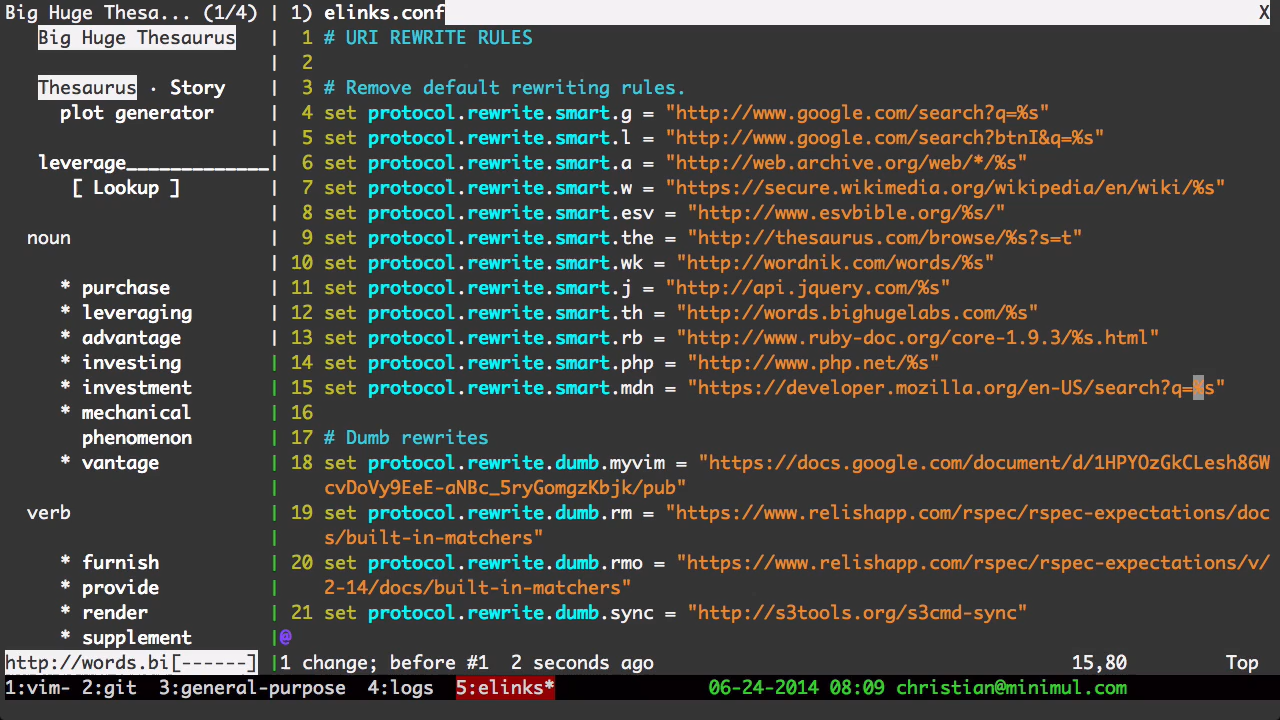 Big Huge Thesa... (1/4)
Big Huge Thesaurus
Thesaurus · Story
plot generator
leverage_____________
[ Lookup ]
noun
* purchase
* leveraging
* advantage
* investing
* investment
* mechanical
phenomenon
* vantage
verb
* furnish
* provide
* render
* supplement
http://words.bi[------]
1) elinks.conf X
1 # URI REWRITE RULES
2
3 # Remove default rewriting rules.
4 set protocol.rewrite.smart.g = "http://www.google.com/search?q=%s"
5 set protocol.rewrite.smart.l = "http://www.google.com/search?btnI&q=%s"
6 set protocol.rewrite.smart.a = "http://web.archive.org/web/*/%s"
7 set protocol.rewrite.smart.w = "https://secure.wikimedia.org/wikipedia/en/wiki/%s"
8 set protocol.rewrite.smart.esv = "http://www.esvbible.org/%s/"
9 set protocol.rewrite.smart.the = "http://thesaurus.com/browse/%s?s=t"
10 set protocol.rewrite.smart.wk = "http://wordnik.com/words/%s"
11 set protocol.rewrite.smart.j = "http://api.jquery.com/%s"
12 set protocol.rewrite.smart.th = "http://words.bighugelabs.com/%s"
13 set protocol.rewrite.smart.rb = "http://www.ruby-doc.org/core-1.9.3/%s.html"
14 set protocol.rewrite.smart.php = "http://www.php.net/%s"
15 set protocol.rewrite.smart.mdn = "https://developer.mozilla.org/en-US/search?q=%s"
16
17 # Dumb rewrites
18 set protocol.rewrite.dumb.myvim = "https://docs.google.com/document/d/1HPYOzGkCLesh86W
cvDoVy9EeE-aNBc_5ryGomgzKbjk/pub"
19 set protocol.rewrite.dumb.rm = "https://www.relishapp.com/rspec/rspec-expectations/doc
s/built-in-matchers"
20 set protocol.rewrite.dumb.rmo = "https://www.relishapp.com/rspec/rspec-expectations/v/
2-14/docs/built-in-matchers"
21 set protocol.rewrite.dumb.sync = "http://s3tools.org/s3cmd-sync"
@
1 change; before #1 2 seconds ago 15,80 Top
1:vim- 2:git 3:general-purpose 4:logs 5:elinks* 06-24-2014 08:09 christian@minimul.com